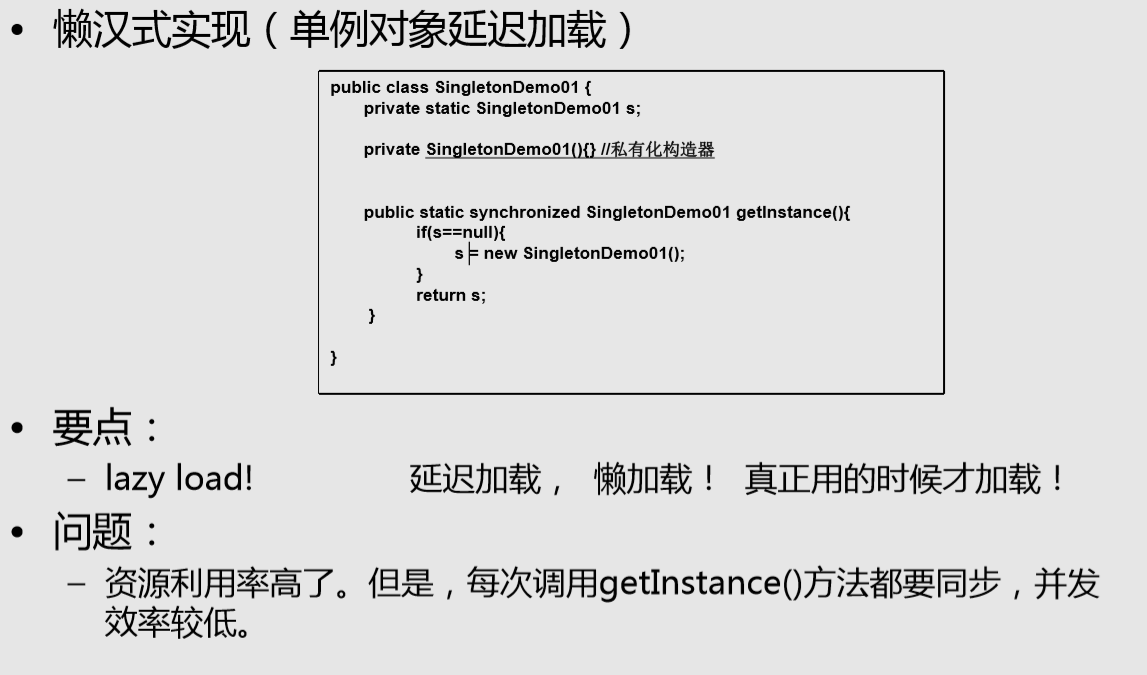 • 懒汉式实现（单例对象延迟加载）
public class SingletonDemo01 {
private static SingletonDemo01 s;
private SingletonDemo01(){} //私有化构造器
public static synchronized SingletonDemo01 getInstance(){
if(s==null){
s = new SingletonDemo01();
}
return s;
}
}
• 要点：
– lazy load! 延迟加载， 懒加载！ 真正用的时候才加载！
• 问题：
– 资源利用率高了。但是，每次调用getInstance()方法都要同步，并发
效率较低。